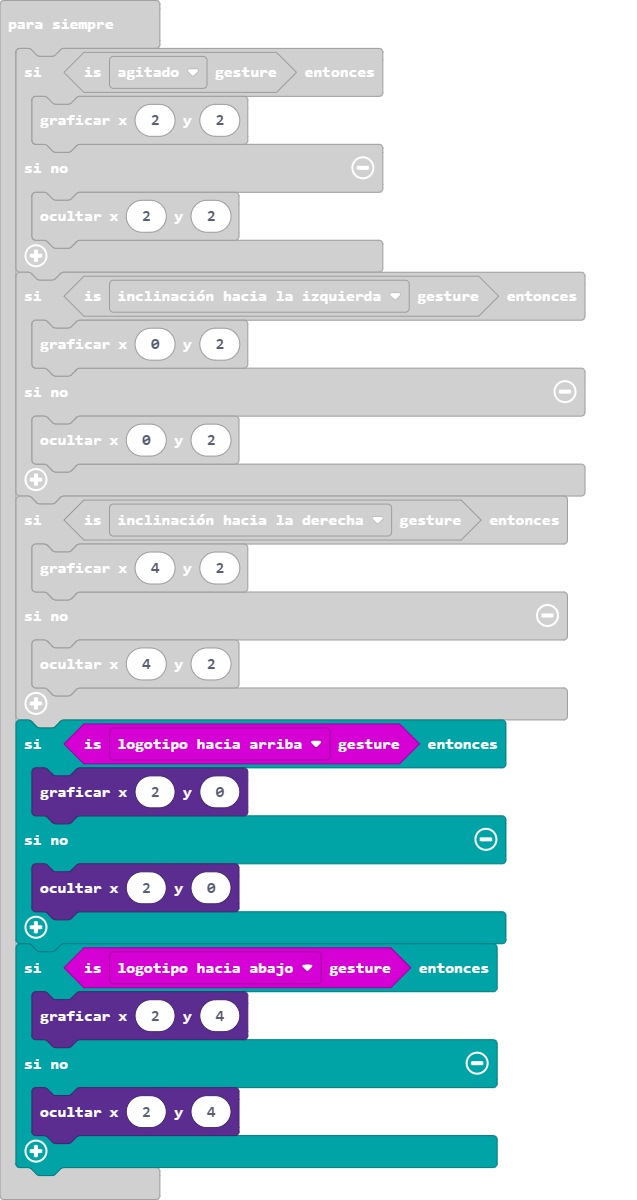 para siempre
si is agitado gesture entonces
graficar x 2 y 2
si no
ocultar x 2 y 2
si is inclinación hacia la izquierda gesture entonces
graficar x 0 y 2
si no
ocultar x 0 y 2
si is inclinación hacia la derecha gesture entonces
graficar x 4 y 2
si no
ocultar x 4 y 2
si is logotipo hacia arriba gesture entonces
graficar x 2 y 0
si no
ocultar x 2 y 0
si is logotipo hacia abajo gesture entonces
graficar x 2 y 4
si no
ocultar x 2 y 4